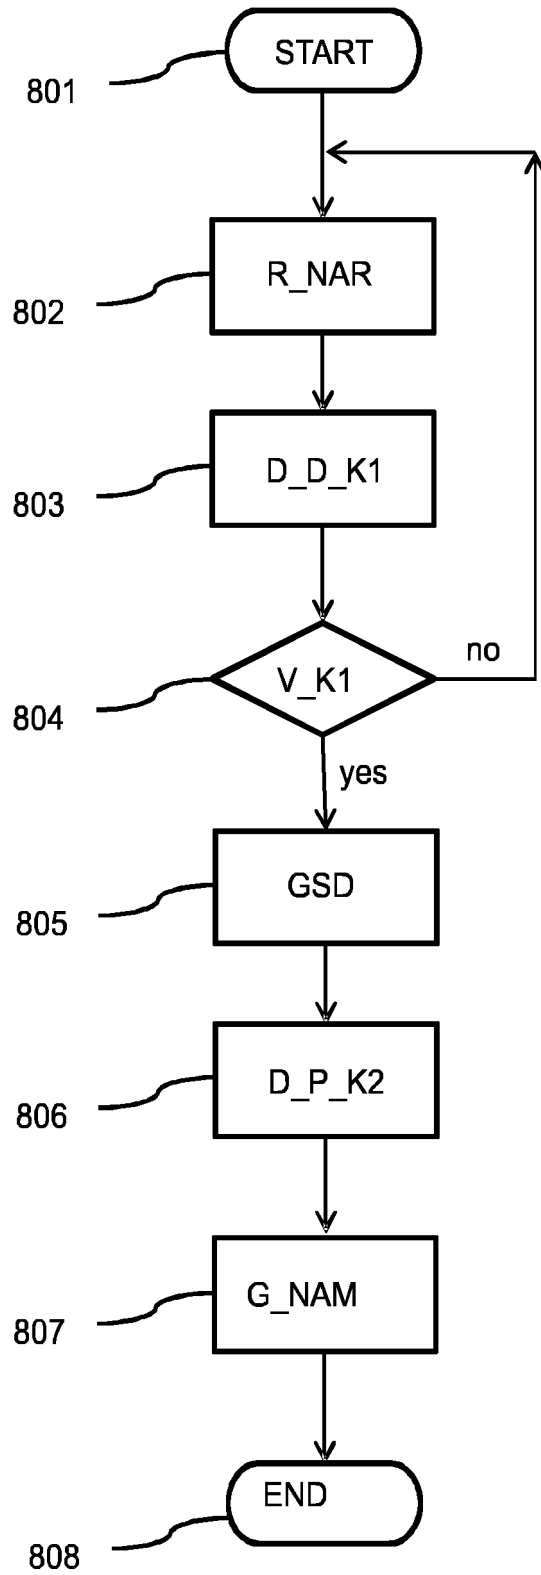 START
801
R_NAR
802
D_D_K1
803
V_K1
no
804
yes
GSD
805
D_P_K2
806
G_NAM
807
END
808